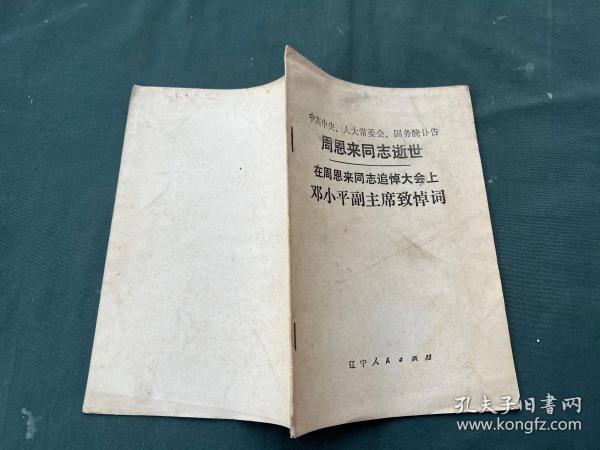 中共中央、人大常委会、国务院讣告
周恩来同志逝世
在周恩来同志追悼大会上
邓小平副主席致悼词
辽宁人民出版社
孔夫子旧书网
www.kongfz.com